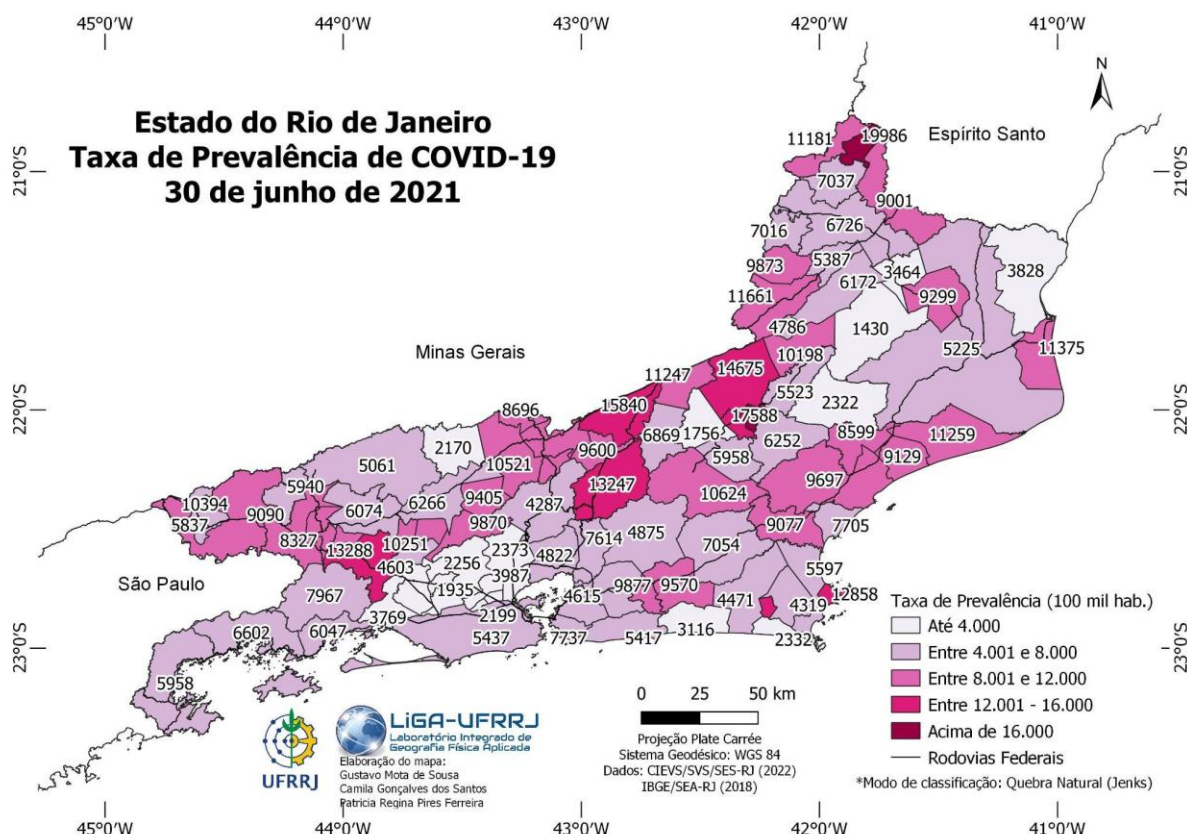 45°0'W 44°0'W 43°0'W 42°0'W 41°0'W
N
Estado do Rio de Janeiro
Taxa de Prevalência de COVID-19
30 de junho de 2021
Espírito Santo
Minas Gerais
São Paulo
21°0'S 21°0'S
22°0'S 22°0'S
23°0'S 23°0'S
11181 19986
7037
9001
7016 6726
9873 5387 3464 3828
11661 6172 9299
4786 1430
10198 5225 11375
11247 14675
5523
15840 17588 2322
8696
6869 1756 6252 8599 11259
2170 9600 5958 9129
5061 10521
5940 13247 9697
10394 6266 9405 4287 10624
5837 9090 6074
9870 9077 7705
8327 13288 10251 7614 4875 7054
4603 2256 2373 4822
5597
7967 1935 3987 9877 9570
4615 4471 4319 12858
3769 2199
6602 6047 5437 7737 5417 3116 2332
5958
Taxa de Prevalência (100 mil hab.)
Até 4.000
Entre 4.001 e 8.000
Entre 8.001 e 12.000
Entre 12.001 - 16.000
Acima de 16.000
Rodovias Federais
*Modo de classificação: Quebra Natural (Jenks)
0 25 50 km
Projeção Plate Carrée
Sistema Geodésico: WGS 84
Dados: CIEVS/SVS/SES-RJ (2022)
IBGE/SEA-RJ (2018)
UFRRJ
LiGA-UFRRJ
Laboratório Integrado de
Geografia Física Aplicada
Elaboração do mapa:
Gustavo Mota de Sousa
Camila Gonçalves dos Santos
Patricia Regina Pires Ferreira
45°0'W 44°0'W 43°0'W 42°0'W 41°0'W